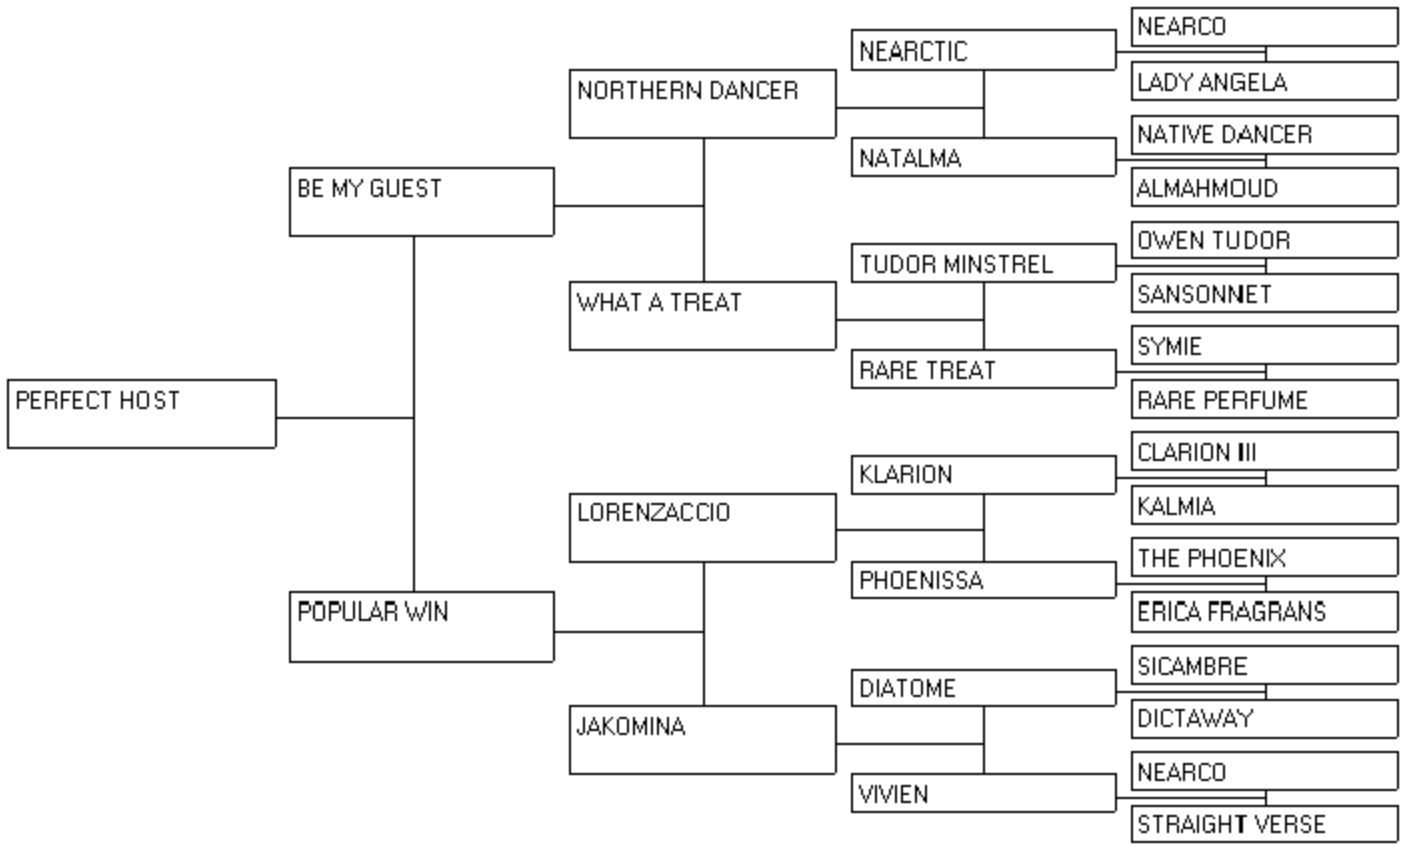 NEARCO
NEARCTIC
LADY ANGELA
NORTHERN DANCER
NATIVE DANCER
NATALMA
ALMAHMOUD
BE MY GUEST
OWEN TUDOR
TUDOR MINSTREL
SANSONNET
WHAT A TREAT
SYMIE
RARE TREAT
RARE PERFUME
PERFECT HOST
CLARION III
KLARION
KALMIA
LORENZACCIO
THE PHOENIX
PHOENISSA
ERICA FRAGRANS
POPULAR WIN
SICAMBRE
DIATOME
DICTAWAY
JAKOMINA
NEARCO
VIVIEN
STRAIGHT VERSE